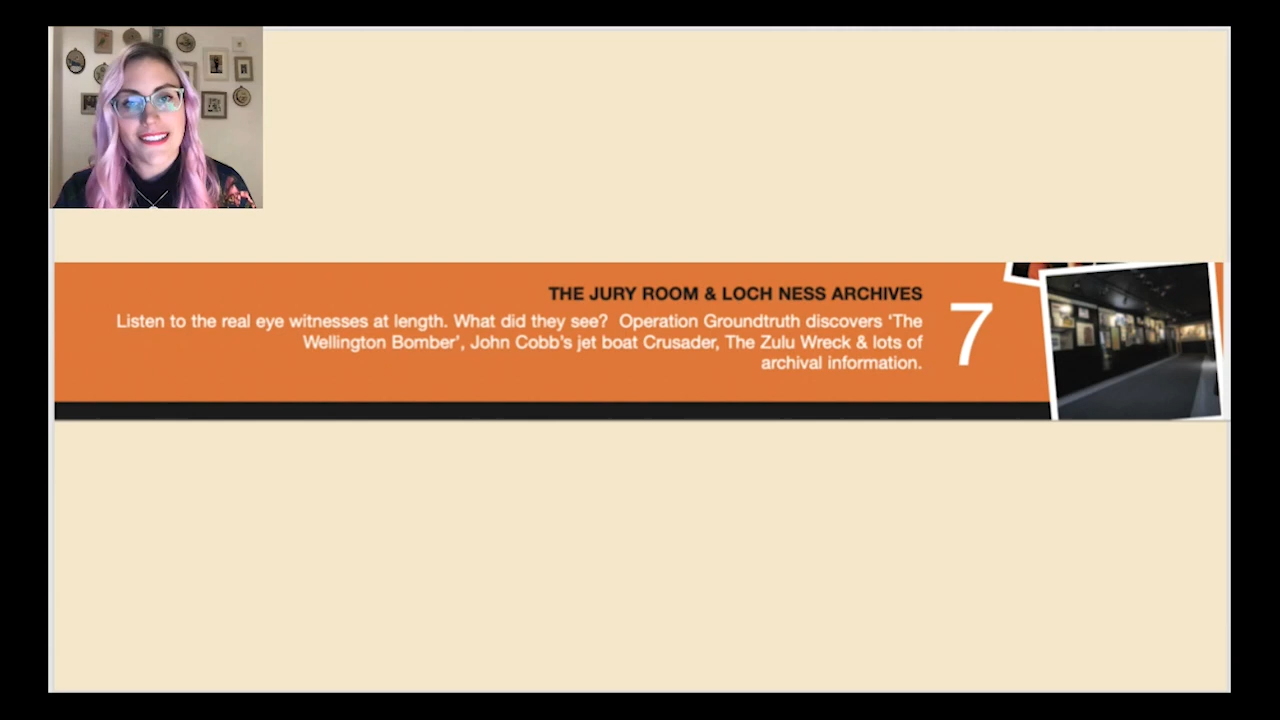 THE JURY ROOM & LOCH NESS ARCHIVES
Listen to the real eye witnesses at length. What did they see?  Operation Groundtruth discovers 'The
Wellington Bomber', John Cobb's jet boat Crusader, The Zulu Wreck & lots of
archival information.
7